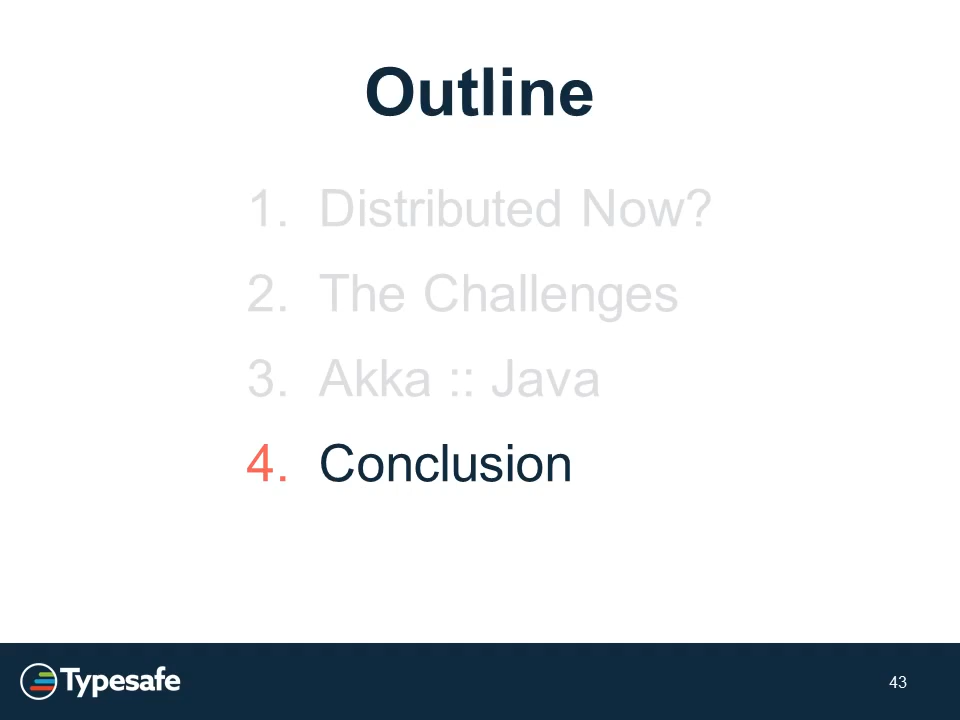 Outline
1. Distributed Now?
2. The Challenges
3. Akka :: Java
4. Conclusion
Typesafe
43